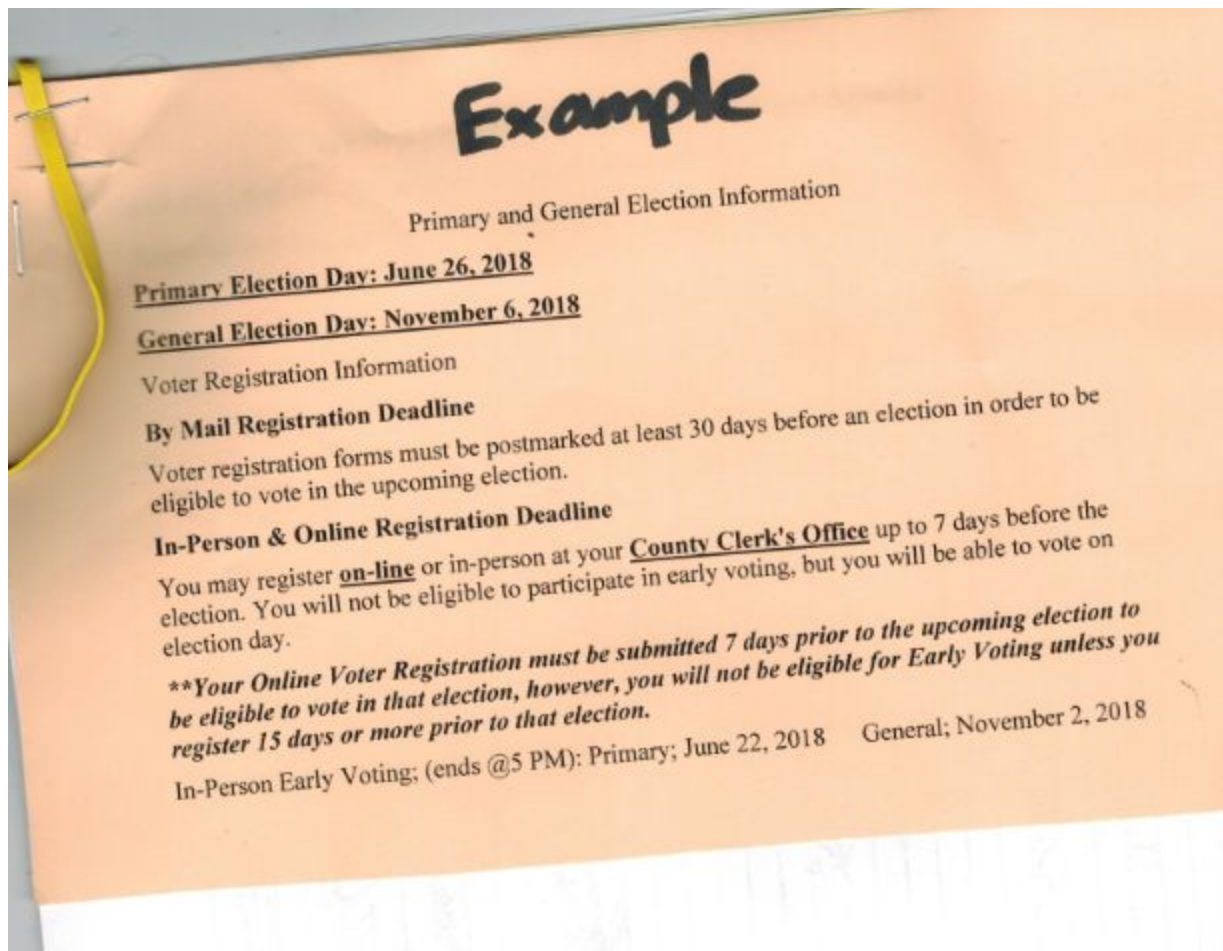 Example
Primary and General Election Information
Primary Election Day: June 26, 2018
General Election Day: November 6, 2018
Voter Registration Information
By Mail Registration Deadline
Voter registration forms must be postmarked at least 30 days before an election in order to be
eligible to vote in the upcoming election.
In-Person & Online Registration Deadline
You may register on-line or in-person at your County Clerk's Office up to 7 days before the
election. You will not be eligible to participate in early voting, but you will be able to vote on
election day.
**Your Online Voter Registration must be submitted 7 days prior to the upcoming election to
be eligible to vote in that election, however, you will not be eligible for Early Voting unless you
register 15 days or more prior to that election.
In-Person Early Voting; (ends @5 PM): Primary; June 22, 2018 General; November 2, 2018